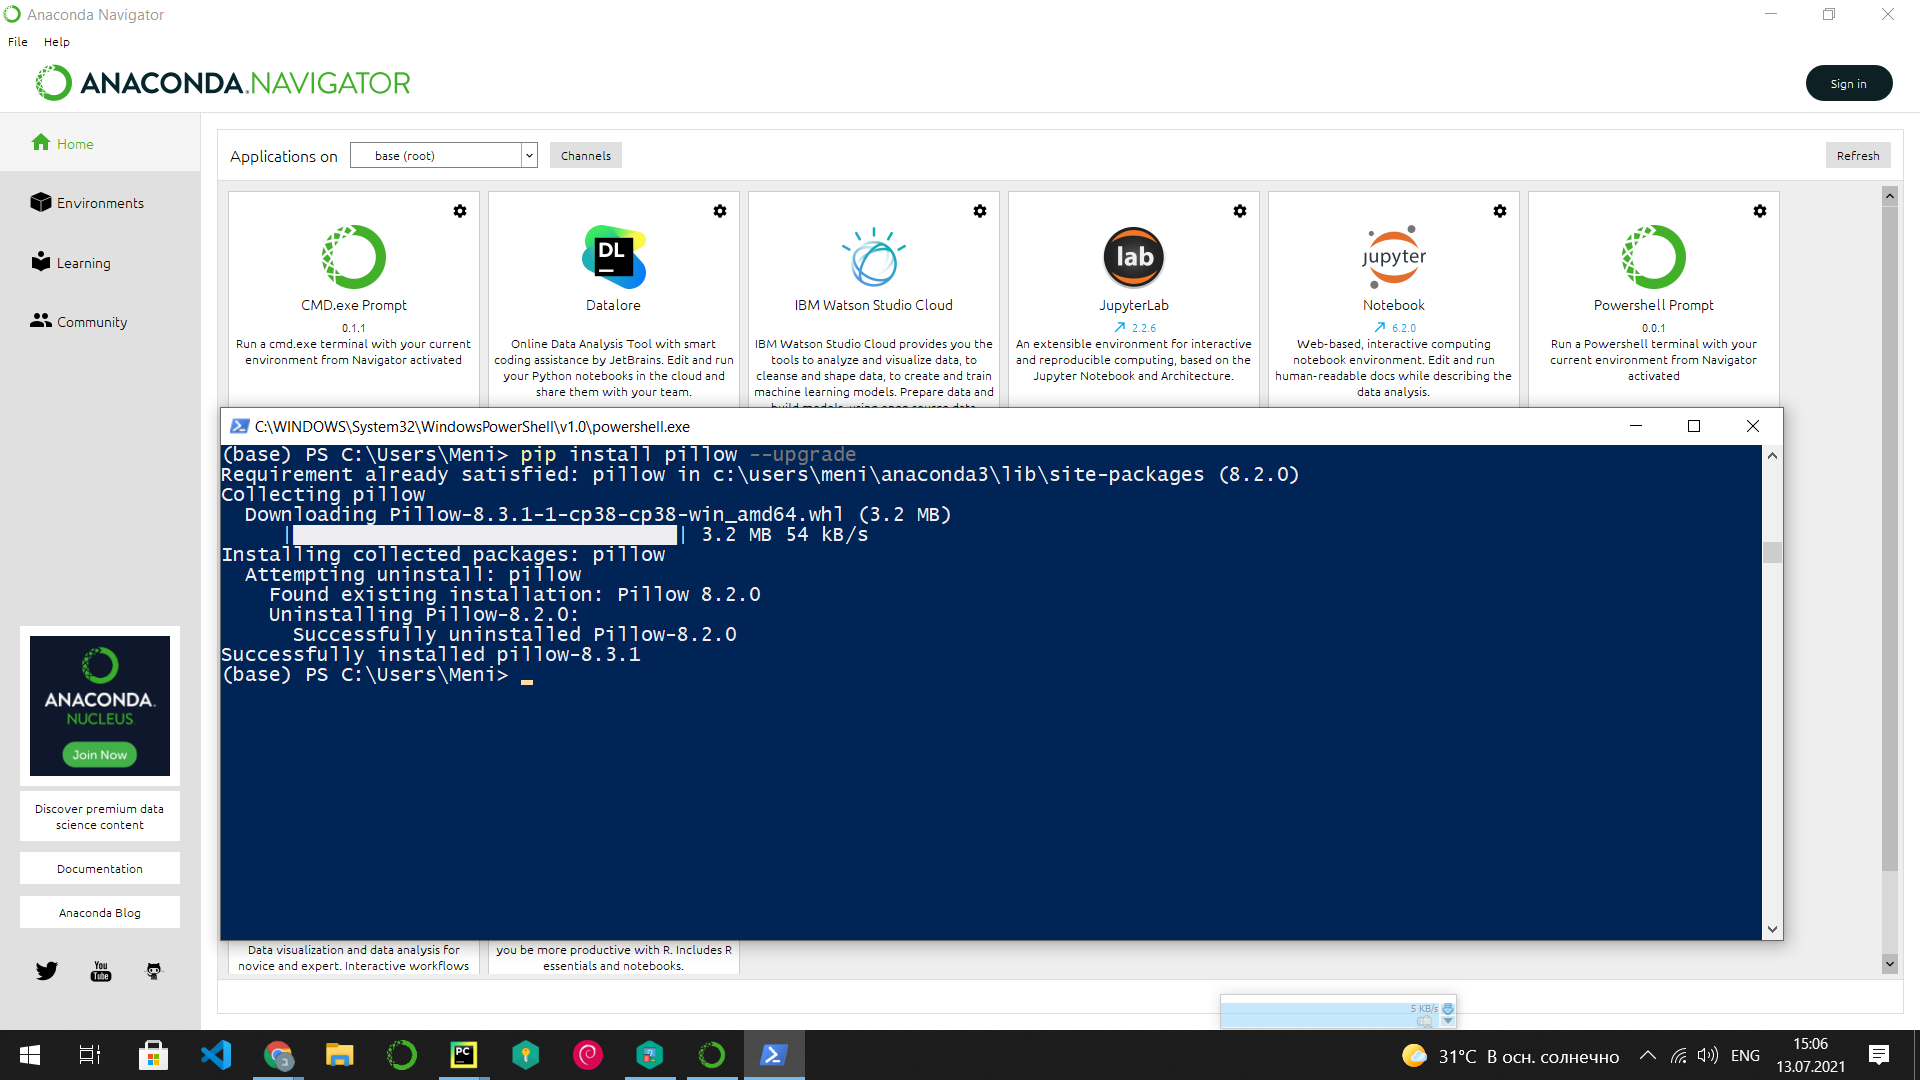 Anaconda Navigator
File Help
ANACONDA.NAVIGATOR
Sign in
Home
Environments
Learning
Community
Applications on base (root) Channels Refresh
CMD.exe Prompt
0.1.1
Run a cmd.exe terminal with your current
environment from Navigator activated
DL
Datalore
Online Data Analysis Tool with smart
coding assistance by JetBrains. Edit and run
your Python notebooks in the cloud and
share them with your team.
IBM Watson Studio Cloud
IBM Watson Studio Cloud provides you the
tools to analyze and visualize data, to
cleanse and shape data, to create and train
machine learning models. Prepare data and
build models, using open source data
lab
JupyterLab
2.2.6
An extensible environment for interactive
and reproducible computing, based on the
Jupyter Notebook and Architecture.
jupyter
Notebook
6.2.0
Web-based, interactive computing
notebook environment. Edit and run
human-readable docs while describing the
data analysis.
Powershell Prompt
0.0.1
Run a Powershell terminal with your
current environment from Navigator
activated
C:\WINDOWS\System32\WindowsPowerShell\v1.0\powershell.exe
(base) PS C:\Users\Meni> pip install pillow --upgrade
Requirement already satisfied: pillow in c:\users\meni\anaconda3\lib\site-packages (8.2.0)
Collecting pillow
Downloading Pillow-8.3.1-1-cp38-cp38-win_amd64.whl (3.2 MB)
| | 3.2 MB 54 kB/s
Installing collected packages: pillow
Attempting uninstall: pillow
Found existing installation: Pillow 8.2.0
Uninstalling Pillow-8.2.0:
Successfully uninstalled Pillow-8.2.0
Successfully installed pillow-8.3.1
(base) PS C:\Users\Meni>
Data visualization and data analysis for
novice and expert. Interactive workflows
you be more productive with R. Includes R
essentials and notebooks.
ANACONDA.
NUCLEUS
Join Now
Discover premium data
science content
Documentation
Anaconda Blog
You
Tube
5 KB/s
PC
3
31°C В осн. солнечно
ENG
15:06
13.07.2021